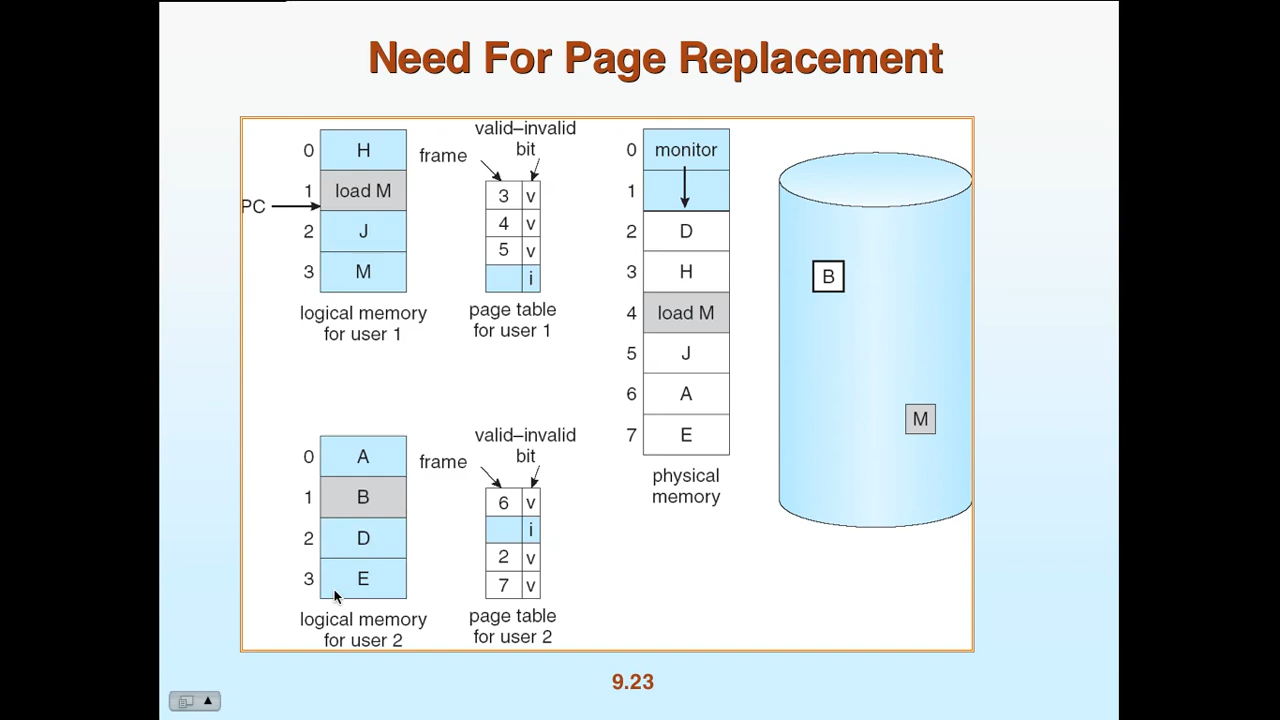 Need For Page Replacement
valid–invalid
bit
frame
0 H
1 load M
PC
2 J
3 M
3 v
4 v
5 v
i
logical memory
for user 1
page table
for user 1
valid–invalid
bit
frame
0 A
1 B
2 D
3 E
6 v
i
2 v
7 v
logical memory
for user 2
page table
for user 2
0 monitor
1
2 D
3 H
4 load M
5 J
6 A
7 E
physical
memory
B
M
9.23